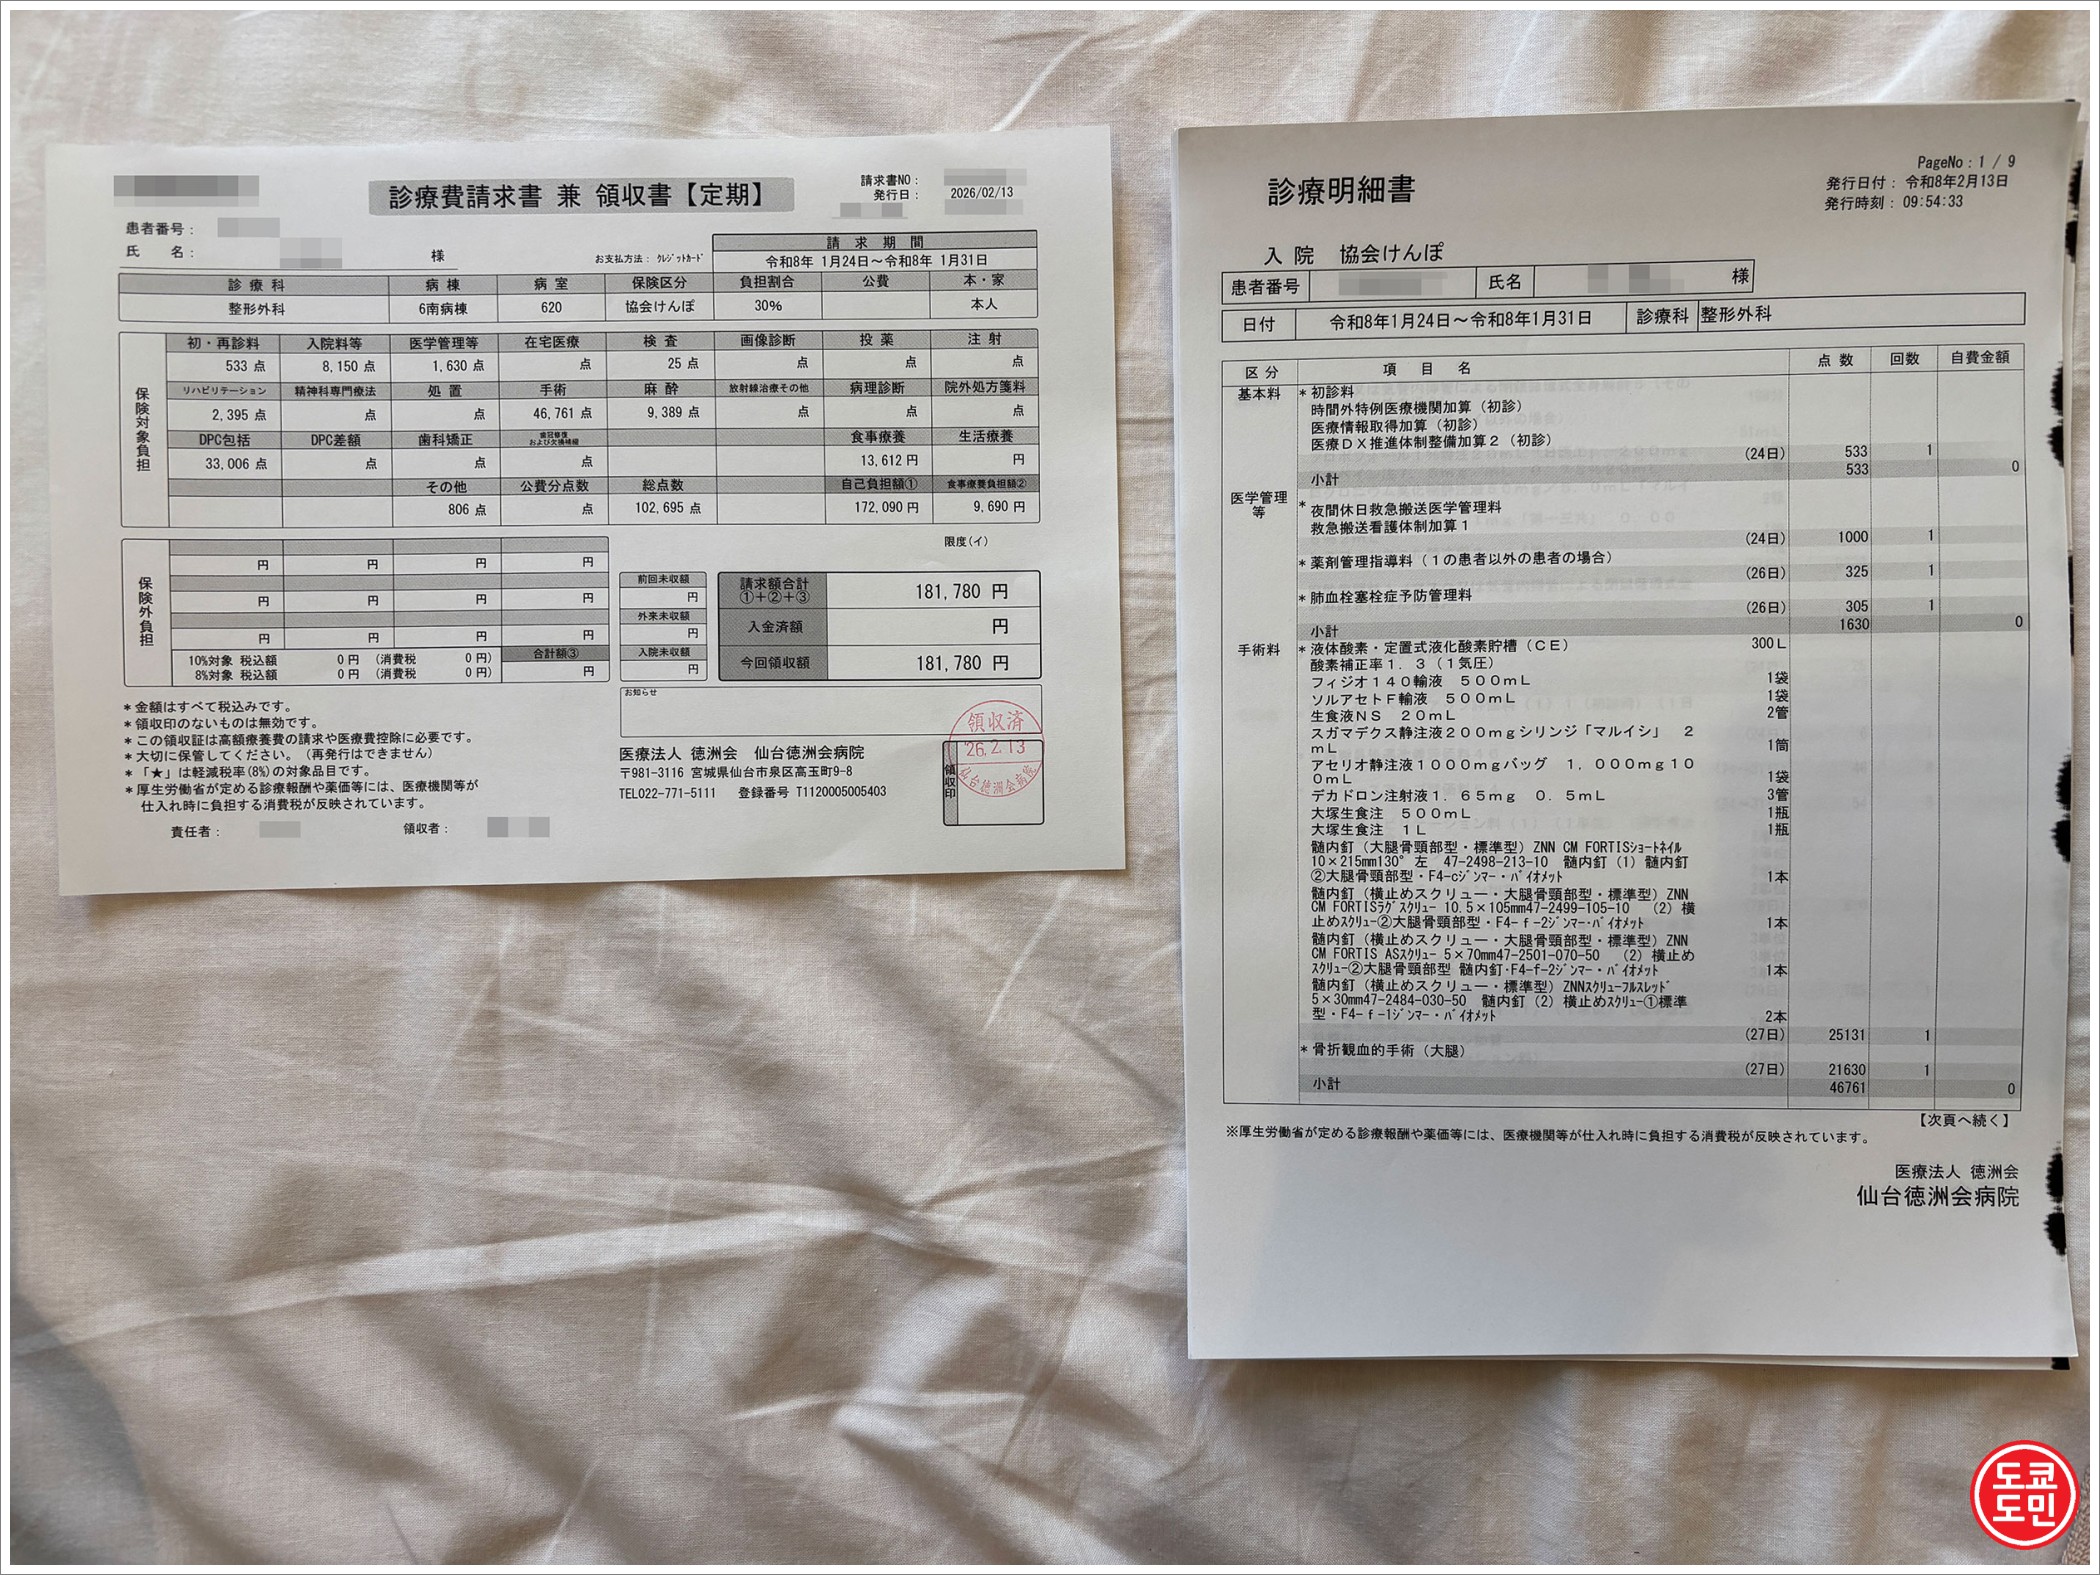 診療費請求書 兼 領収書【定期】
請求書NO：
発行日： 2026/02/13
患者番号：
氏 名： 様
お支払方法： ｸﾚｼﾞｯﾄｶｰﾄﾞ
請 求 期 間
令和8年 1月24日～令和8年 1月31日
診 療 科 病 棟 病 室 保険区分 負担割合 公費 本・家
整形外科 6南病棟 620 協会けんぽ 30% 本人
保険対象負担
初・再診料 入院料等 医学管理等 在宅医療 検 査 画像診断 投 薬 注 射
533 点 8,150 点 1,630 点 点 25 点 点 点 点
リハビリテーション 精神科専門療法 処 置 手術 麻 酔 放射線治療その他 病理診断 院外処方箋料
2,395 点 点 点 46,761 点 9,389 点 点 点 点
DPC包括 DPC差額 歯科矯正 歯冠修復および欠損補綴 食事療養 生活療養
33,006 点 点 点 点 13,612 円 円
その他 公費分点数 総点数 自己負担額① 食事療養負担額②
806 点 点 102,695 点 172,090 円 9,690 円
限度(イ)
保険外負担
円 円 円 円
円 円 円 円
円 円 円 円
10%対象 税込額 0 円 (消費税 0 円)
8%対象 税込額 0 円 (消費税 0 円)
合計額③
円
前回未収額
円
外来未収額
円
入院未収額
円
請求額合計 ①＋②＋③ 181,780 円
入金済額 円
今回領収額 181,780 円
お知らせ
＊金額はすべて税込みです。
＊領収印のないものは無効です。
＊この領収証は高額療養費の請求や医療費控除に必要です。
＊大切に保管してください。（再発行はできません）
＊「★」は軽減税率(8%)の対象品目です。
＊厚生労働省が定める診療報酬や薬価等には、医療機関等が
仕入れ時に負担する消費税が反映されています。
責任者： 領収者：
医療法人 徳洲会 仙台徳洲会病院
〒981-3116 宮城県仙台市泉区高玉町9-8
TEL022-771-5111 登録番号 T1120005005403
領収印
領収済
'26.2.13
仙台徳洲会病院
PageNo：1 / 9
診療明細書
発行日付： 令和8年2月13日
発行時刻： 09:54:33
入 院 協会けんぽ
患者番号 氏名 様
日付 令和8年1月24日～令和8年1月31日 診療科 整形外科
区 分 項 目 名 点 数 回数 自費金額
基本料 ＊初診料
時間外特例医療機関加算（初診）
医療情報取得加算（初診）
医療ＤＸ推進体制整備加算２（初診）
(24日) 533 1
小計 533 0
医学管理等 ＊夜間休日救急搬送医学管理料
救急搬送看護体制加算１
(24日) 1000 1
＊薬剤管理指導料（１の患者以外の患者の場合）
(26日) 325 1
＊肺血栓塞栓症予防管理料
(26日) 305 1
小計 1630 0
手術料 ＊液体酸素・定置式液化酸素貯槽（ＣＥ） 300Ｌ
酸素補正率１．３（１気圧）
フィジオ１４０輸液 ５００ｍＬ 1袋
ソルアセトＦ輸液 ５００ｍＬ 1袋
生食液ＮＳ ２０ｍＬ 2管
スガマデクス静注液２００ｍｇシリンジ「マルイシ」 ２
ｍＬ 1筒
アセリオ静注液１０００ｍｇバッグ １，０００ｍｇ１０
０ｍＬ 1袋
デカドロン注射液１．６５ｍｇ ０．５ｍＬ 3管
大塚生食注 ５００ｍＬ 1瓶
大塚生食注 １Ｌ 1瓶
髄内釘（大腿骨頸部型・標準型）ZNN CM FORTISｼｮｰﾄﾈｲﾙ
10×215mm130°左 47-2498-213-10 髄内釘（1）髄内釘
②大腿骨頸部型・F4-cｼﾞﾝﾏｰ・ﾊﾞｲｵﾒｯﾄ 1本
髄内釘（横止めスクリュー・大腿骨頸部型・標準型）ZNN
CM FORTISﾗｸﾞｽｸﾘｭｰ 10.5×105mm47-2499-105-10 （2）横
止めｽｸﾘｭｰ②大腿骨頸部型・F4-f-2ｼﾞﾝﾏｰ・ﾊﾞｲｵﾒｯﾄ 1本
髄内釘（横止めスクリュー・大腿骨頸部型・標準型）ZNN
CM FORTIS ASｽｸﾘｭｰ 5×70mm47-2501-070-50 （2）横止め
ｽｸﾘｭｰ②大腿骨頸部型 髄内釘・F4-f-2ｼﾞﾝﾏｰ・ﾊﾞｲｵﾒｯﾄ 1本
髄内釘（横止めスクリュー・標準型）ZNNｽｸﾘｭｰﾌﾙｽﾚｯﾄﾞ
5×30mm47-2484-030-50 髄内釘（2）横止めｽｸﾘｭｰ①標準
型・F4-f-1ｼﾞﾝﾏｰ・ﾊﾞｲｵﾒｯﾄ 2本
(27日) 25131 1
＊骨折観血的手術（大腿）
(27日) 21630 1
小計 46761 0
【次頁へ続く】
※厚生労働省が定める診療報酬や薬価等には、医療機関等が仕入れ時に負担する消費税が反映されています。
医療法人 徳洲会
仙台徳洲会病院
도쿄
도민